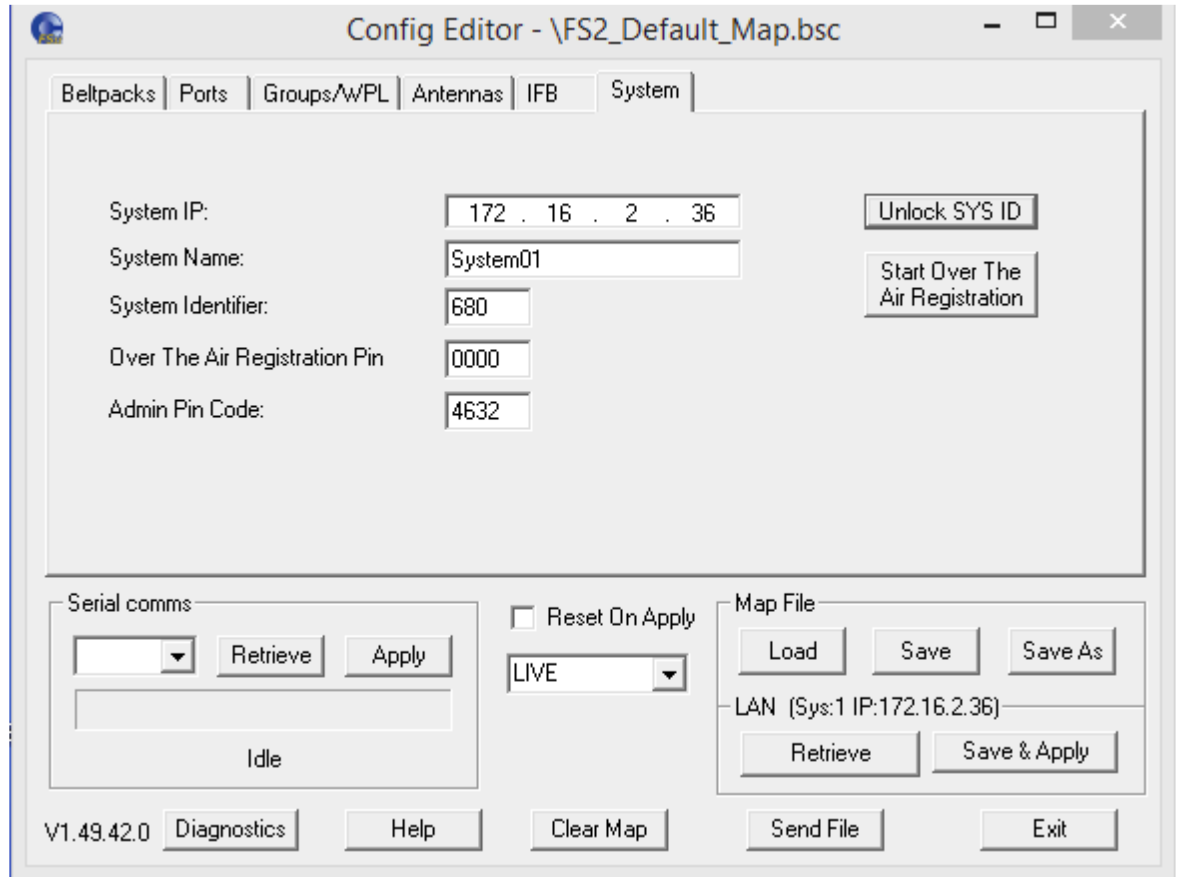 Config Editor - \FS2_Default_Map.bsc
Beltpacks Ports Groups/WPL Antennas IFB System
System IP: 172 . 16 . 2 . 36 Unlock SYS ID
System Name: System01
Start Over The
Air Registration
System Identifier: 680
Over The Air Registration Pin 0000
Admin Pin Code: 4632
Serial comms
Retrieve Apply
Idle
Reset On Apply
LIVE
Map File
Load Save Save As
LAN (Sys:1 IP:172.16.2.36)
Retrieve Save & Apply
V1.49.42.0 Diagnostics Help Clear Map Send File Exit